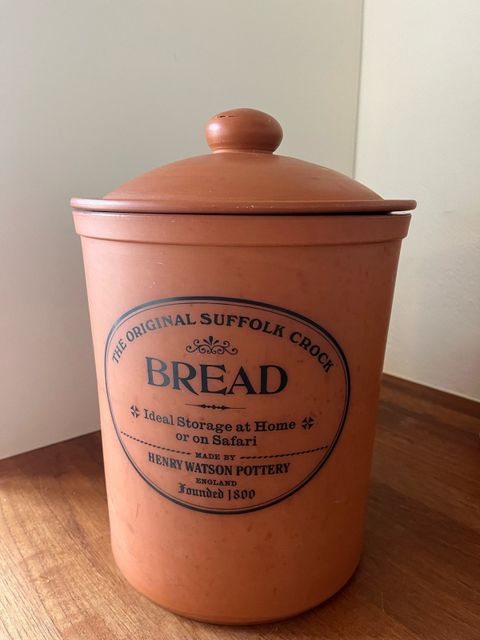 THE ORIGINAL SUFFOLK CROCK
BREAD
Ideal Storage at Home
or on Safari
MADE BY
HENRY WATSON POTTERY
ENGLAND
Founded 1800